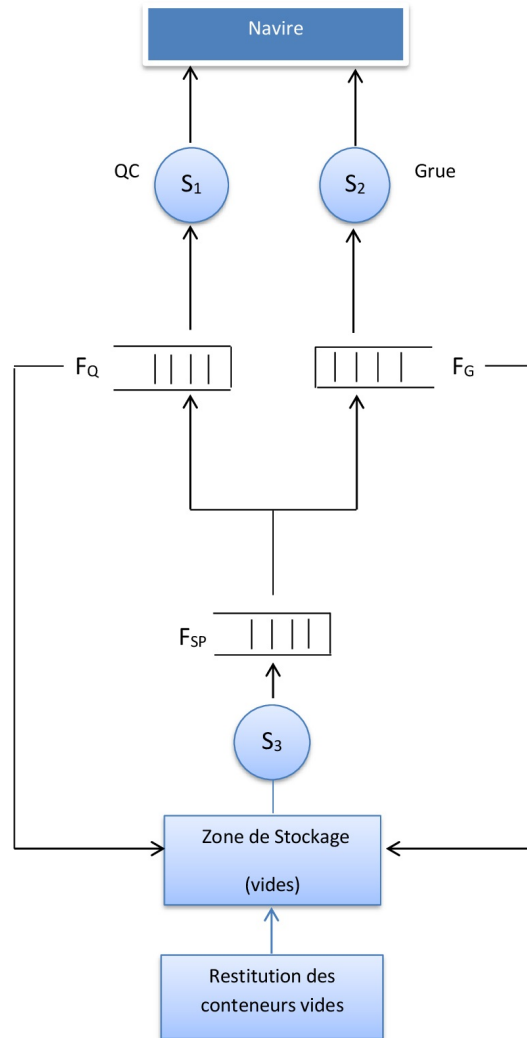 Navire
QC
S1
S2
Grue
FQ
FG
FSP
S3
Zone de Stockage
(vides)
Restitution des
conteneurs vides